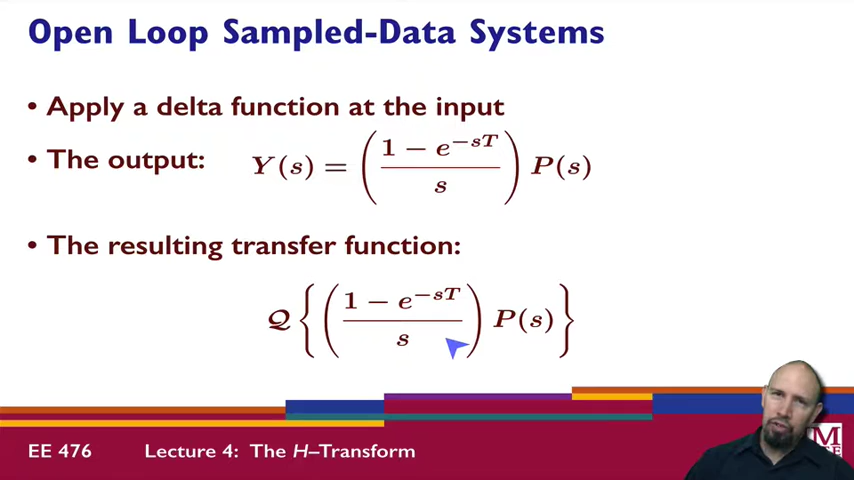 Open Loop Sampled-Data Systems
• Apply a delta function at the input
• The output: Y(s) = ( (1 − e^{−sT}) / s ) P(s)
• The resulting transfer function:
𝒬 { ( (1 − e^{−sT}) / s ) P(s) }
EE 476 Lecture 4: The H–Transform
M